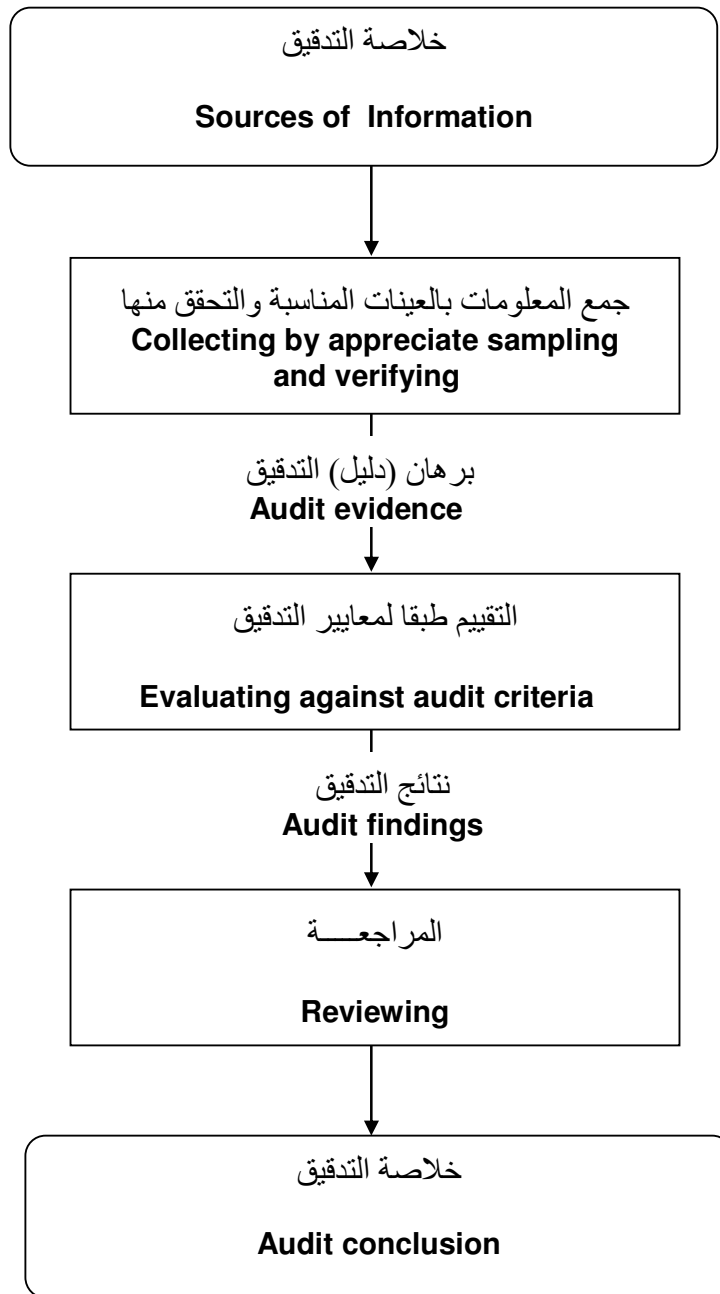 خلاصة التدقيق
Sources of Information
جمع المعلومات بالعينات المناسبة والتحقق منها
Collecting by appreciate sampling
and verifying
برهان (دليل) التدقيق
Audit evidence
التقييم طبقا لمعايير التدقيق
Evaluating against audit criteria
نتائج التدقيق
Audit findings
المراجعـــــة
Reviewing
خلاصة التدقيق
Audit conclusion